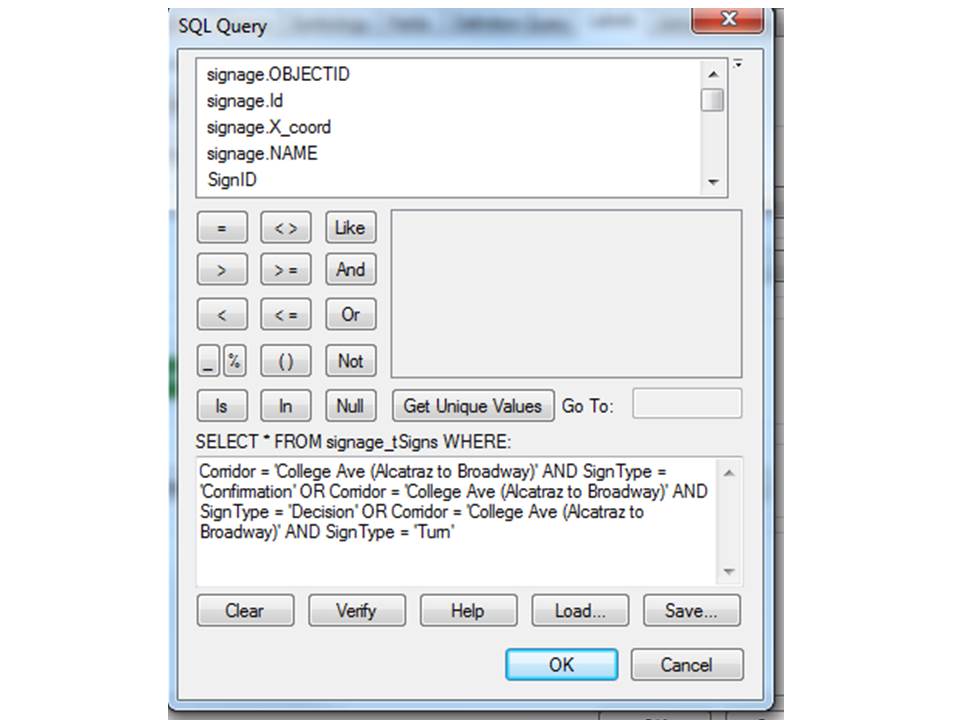 SQL Query
signage.OBJECTID
signage.Id
signage.X_coord
signage.NAME
SignID
= < > Like
> > = And
< < = Or
_ % ( ) Not
Is In Null Get Unique Values Go To:
SELECT * FROM signage_tSigns WHERE:
Corridor = 'College Ave (Alcatraz to Broadway)' AND SignType =
'Confirmation' OR Corridor = 'College Ave (Alcatraz to Broadway)' AND
SignType = 'Decision' OR Corridor = 'College Ave (Alcatraz to
Broadway)' AND SignType = 'Turn'
Clear Verify Help Load... Save...
OK Cancel